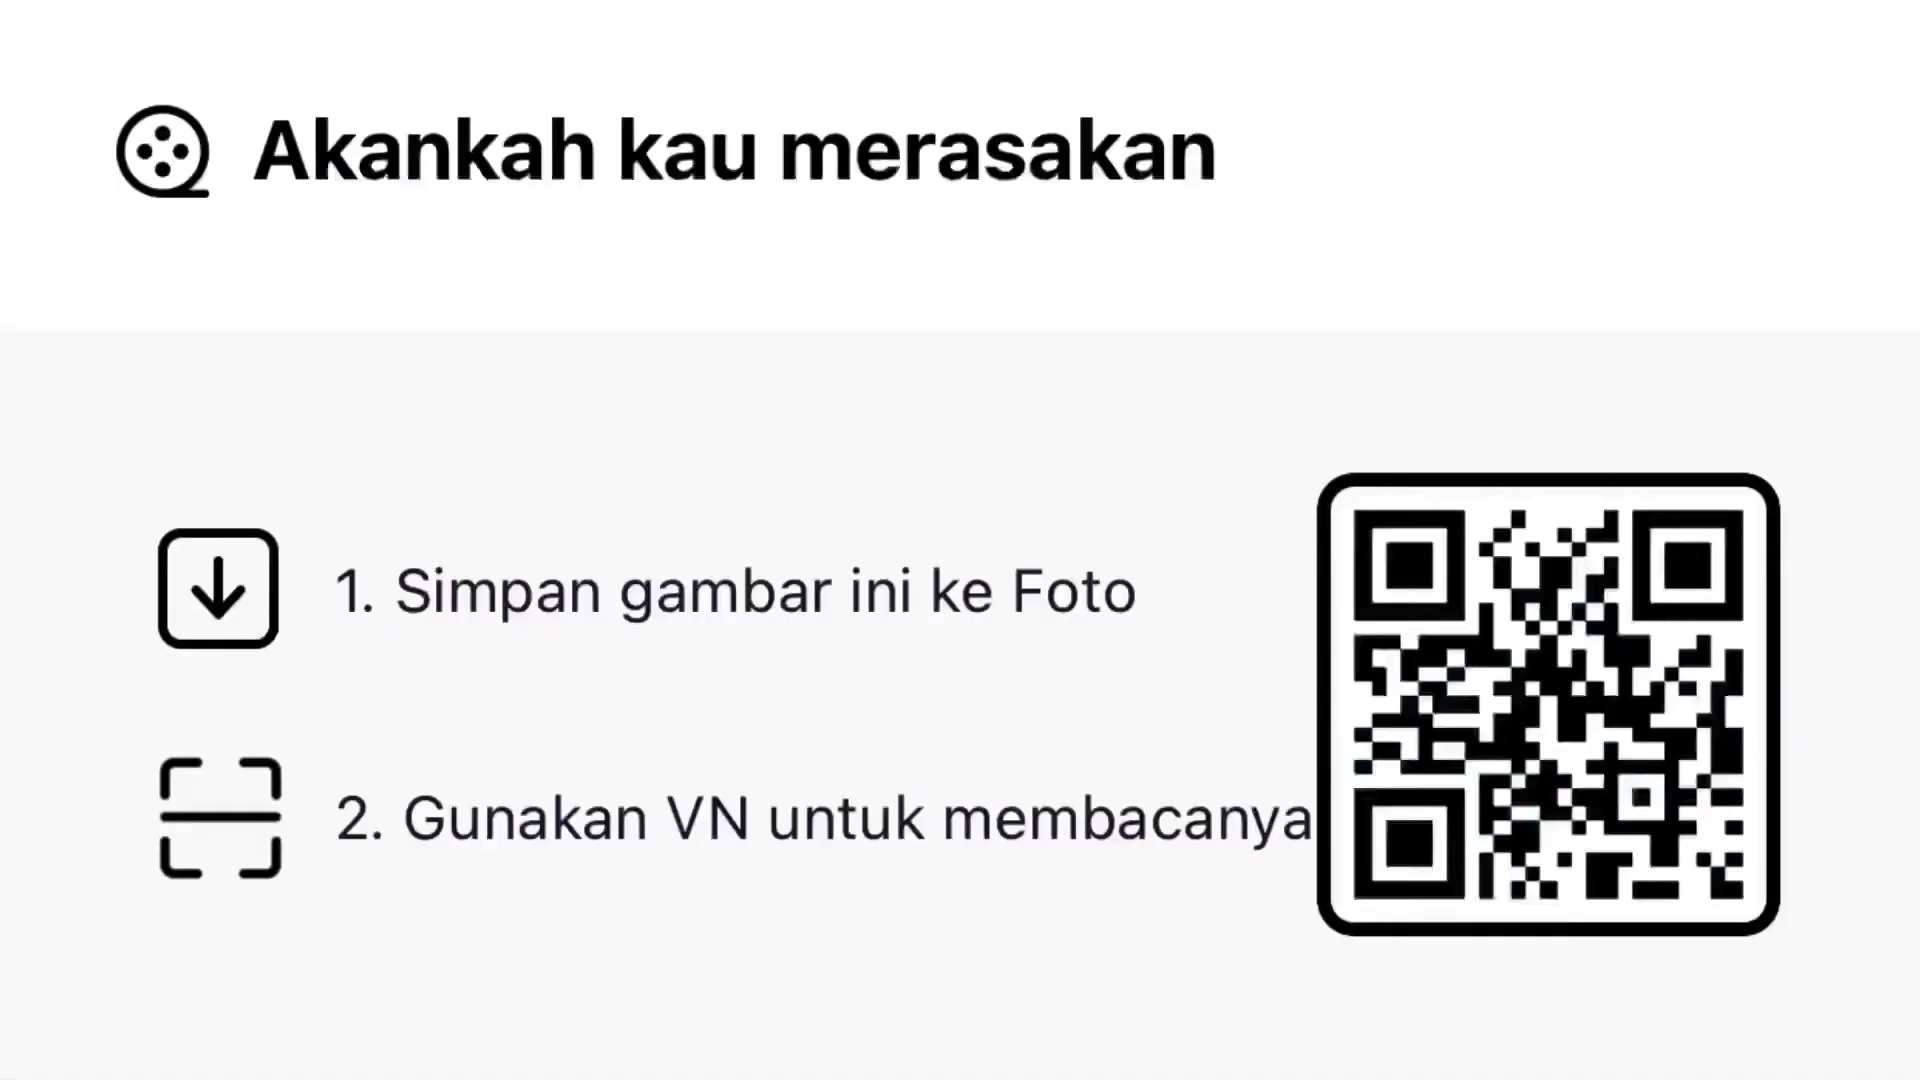 Akankah kau merasakan
1. Simpan gambar ini ke Foto
2. Gunakan VN untuk membacanya